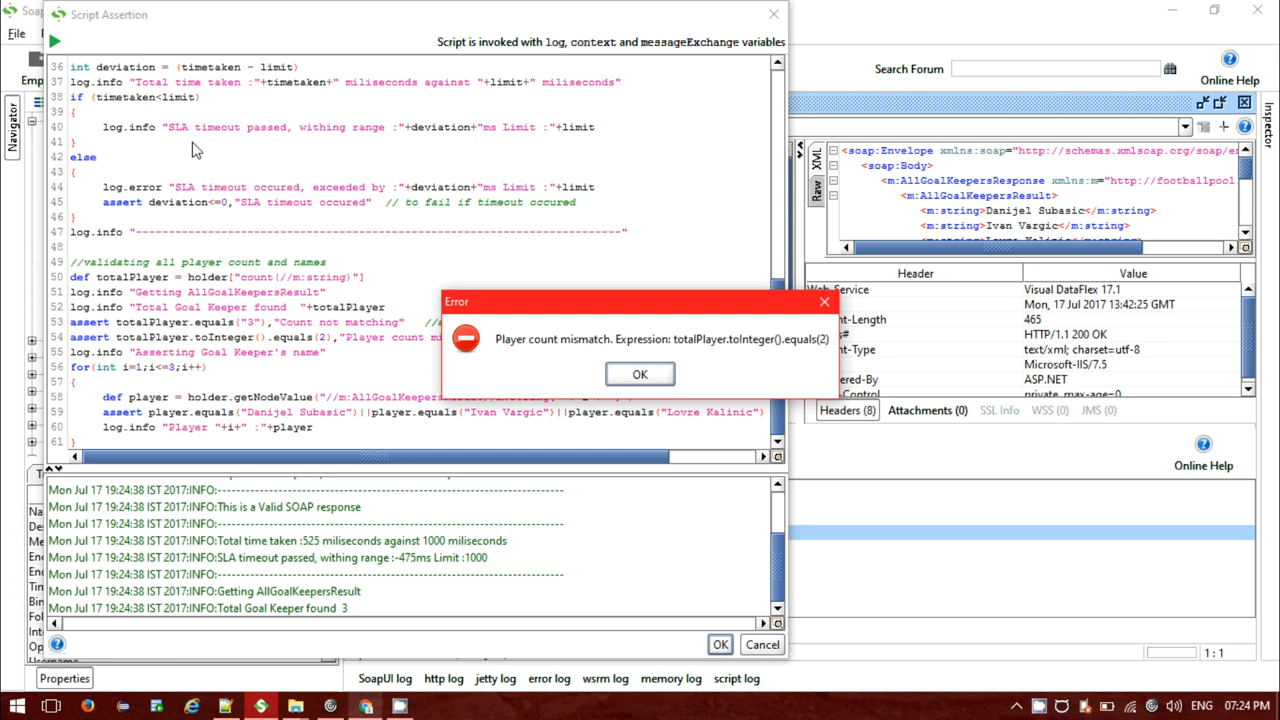 Script Assertion
Script is invoked with log, context and messageExchange variables
36 int deviation = (timetaken - limit)
37 log.info "Total time taken :"+timetaken+" miliseconds against "+limit+" miliseconds"
38 if (timetaken<limit)
39 {
40 log.info "SLA timeout passed, withing range :"+deviation+"ms Limit :"+limit
41 }
42 else
43 {
44 log.error "SLA timeout occured, exceeded by :"+deviation+"ms Limit :"+limit
45 assert deviation<=0,"SLA timeout occured" // to fail if timeout occured
46 }
47 log.info "--------------------------------------------------------------------------"
48
49 //validating all player count and names
50 def totalPlayer = holder["count(//m:string)"]
51 log.info "Getting AllGoalKeepersResult"
52 log.info "Total Goal Keeper found "+totalPlayer
53 assert totalPlayer.equals("3"),"Count not matching"
54 assert totalPlayer.toInteger().equals(2),"Player count
55 log.info "Asserting Goal Keeper's name"
56 for(int i=1;i<=3;i++)
57 {
58 def player = holder.getNodeValue("//m:
59 assert player.equals("Danijel Subasic")||player.equals("Ivan Vargic")||player.equals("Lovre Kalinic")
60 log.info "Player "+i+" :"+player
61 }
Error
Player count mismatch. Expression: totalPlayer.toInteger().equals(2)
OK
Mon Jul 17 19:24:38 IST 2017:INFO:--------------------------------------------------------------------------
Mon Jul 17 19:24:38 IST 2017:INFO:This is a Valid SOAP response
Mon Jul 17 19:24:38 IST 2017:INFO:--------------------------------------------------------------------------
Mon Jul 17 19:24:38 IST 2017:INFO:Total time taken :525 miliseconds against 1000 miliseconds
Mon Jul 17 19:24:38 IST 2017:INFO:SLA timeout passed, withing range :-475ms Limit :1000
Mon Jul 17 19:24:38 IST 2017:INFO:--------------------------------------------------------------------------
Mon Jul 17 19:24:38 IST 2017:INFO:Getting AllGoalKeepersResult
Mon Jul 17 19:24:38 IST 2017:INFO:Total Goal Keeper found 3
OK Cancel
File
Navigator
Search Forum
Online Help
Inspector
XML
Raw
<soap:Envelope xmlns:soap="http://schemas.xmlsoap.org/soap/
<soap:Body>
<m:AllGoalKeepersResponse xmlns:m="http://footballpool
<m:AllGoalKeepersResult>
<m:string>Danijel Subasic</m:string>
<m:string>Ivan Vargic</m:string>
Header Value
Web-Service Visual DataFlex 17.1
Mon, 17 Jul 2017 13:42:25 GMT
ent-Length 465
s# HTTP/1.1 200 OK
ent-Type text/xml; charset=utf-8
Microsoft-IIS/7.5
ered-By ASP.NET
Headers (8) Attachments (0) SSL Info WSS (0) JMS (0)
Online Help
1 : 1
Properties
SoapUI log http log jetty log error log wsrm log memory log script log
ENG 07:24 PM